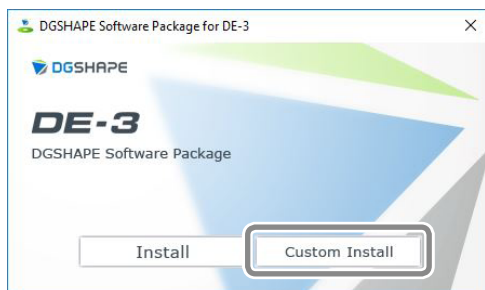 DGSHAPE Software Package for DE-3
DGSHAPE
DE-3
DGSHAPE Software Package
Install
Custom Install